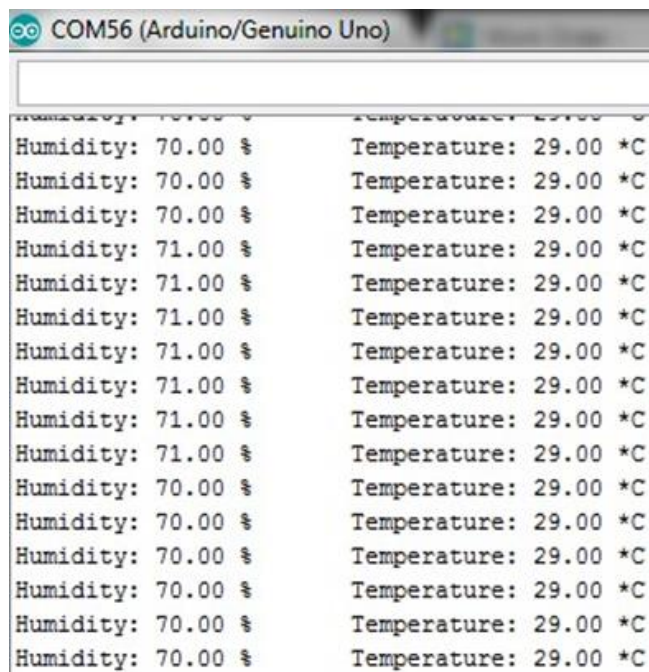 COM56 (Arduino/Genuino Uno)
Humidity: 70.00 % Temperature: 29.00 *C
Humidity: 70.00 % Temperature: 29.00 *C
Humidity: 70.00 % Temperature: 29.00 *C
Humidity: 71.00 % Temperature: 29.00 *C
Humidity: 71.00 % Temperature: 29.00 *C
Humidity: 71.00 % Temperature: 29.00 *C
Humidity: 71.00 % Temperature: 29.00 *C
Humidity: 71.00 % Temperature: 29.00 *C
Humidity: 71.00 % Temperature: 29.00 *C
Humidity: 71.00 % Temperature: 29.00 *C
Humidity: 70.00 % Temperature: 29.00 *C
Humidity: 70.00 % Temperature: 29.00 *C
Humidity: 70.00 % Temperature: 29.00 *C
Humidity: 70.00 % Temperature: 29.00 *C
Humidity: 70.00 % Temperature: 29.00 *C
Humidity: 70.00 % Temperature: 29.00 *C